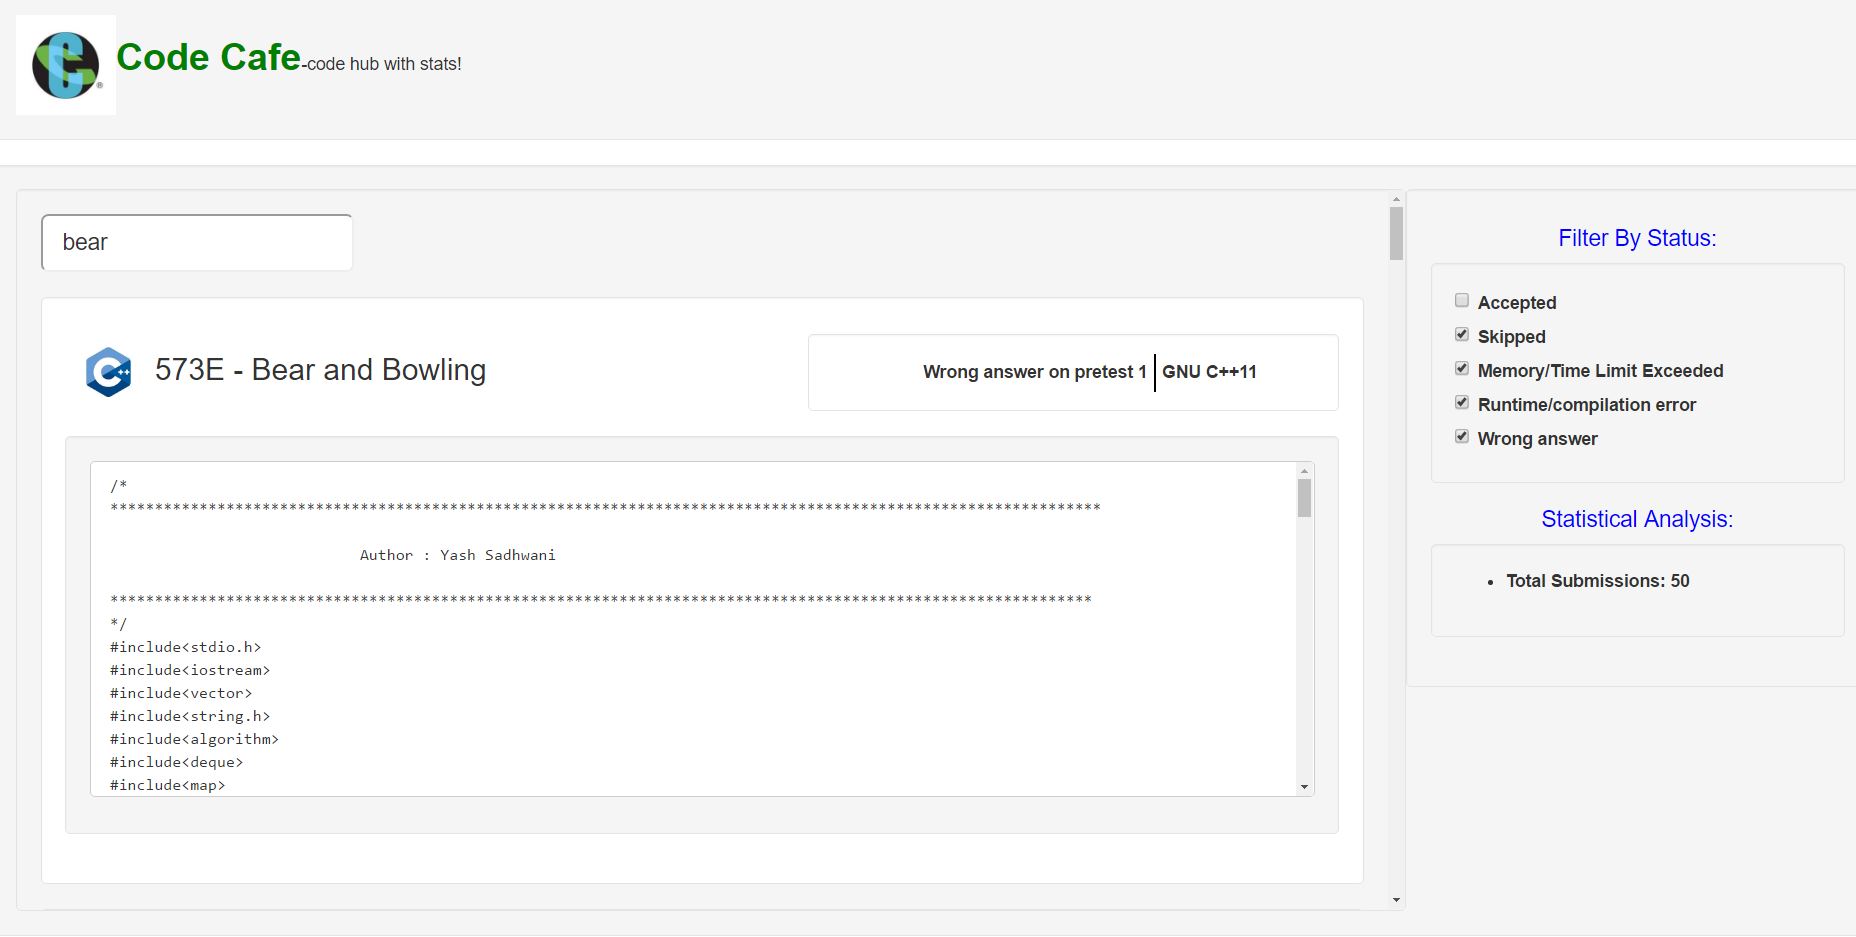 Code Cafe-code hub with stats!
bear
573E - Bear and Bowling
Wrong answer on pretest 1 | GNU C++11
/*
***************************************************************************************************************
Author : Yash Sadhwani
**************************************************************************************************************
*/
#include<stdio.h>
#include<iostream>
#include<vector>
#include<string.h>
#include<algorithm>
#include<deque>
#include<map>
Filter By Status:
Accepted
Skipped
Memory/Time Limit Exceeded
Runtime/compilation error
Wrong answer
Statistical Analysis:
• Total Submissions: 50